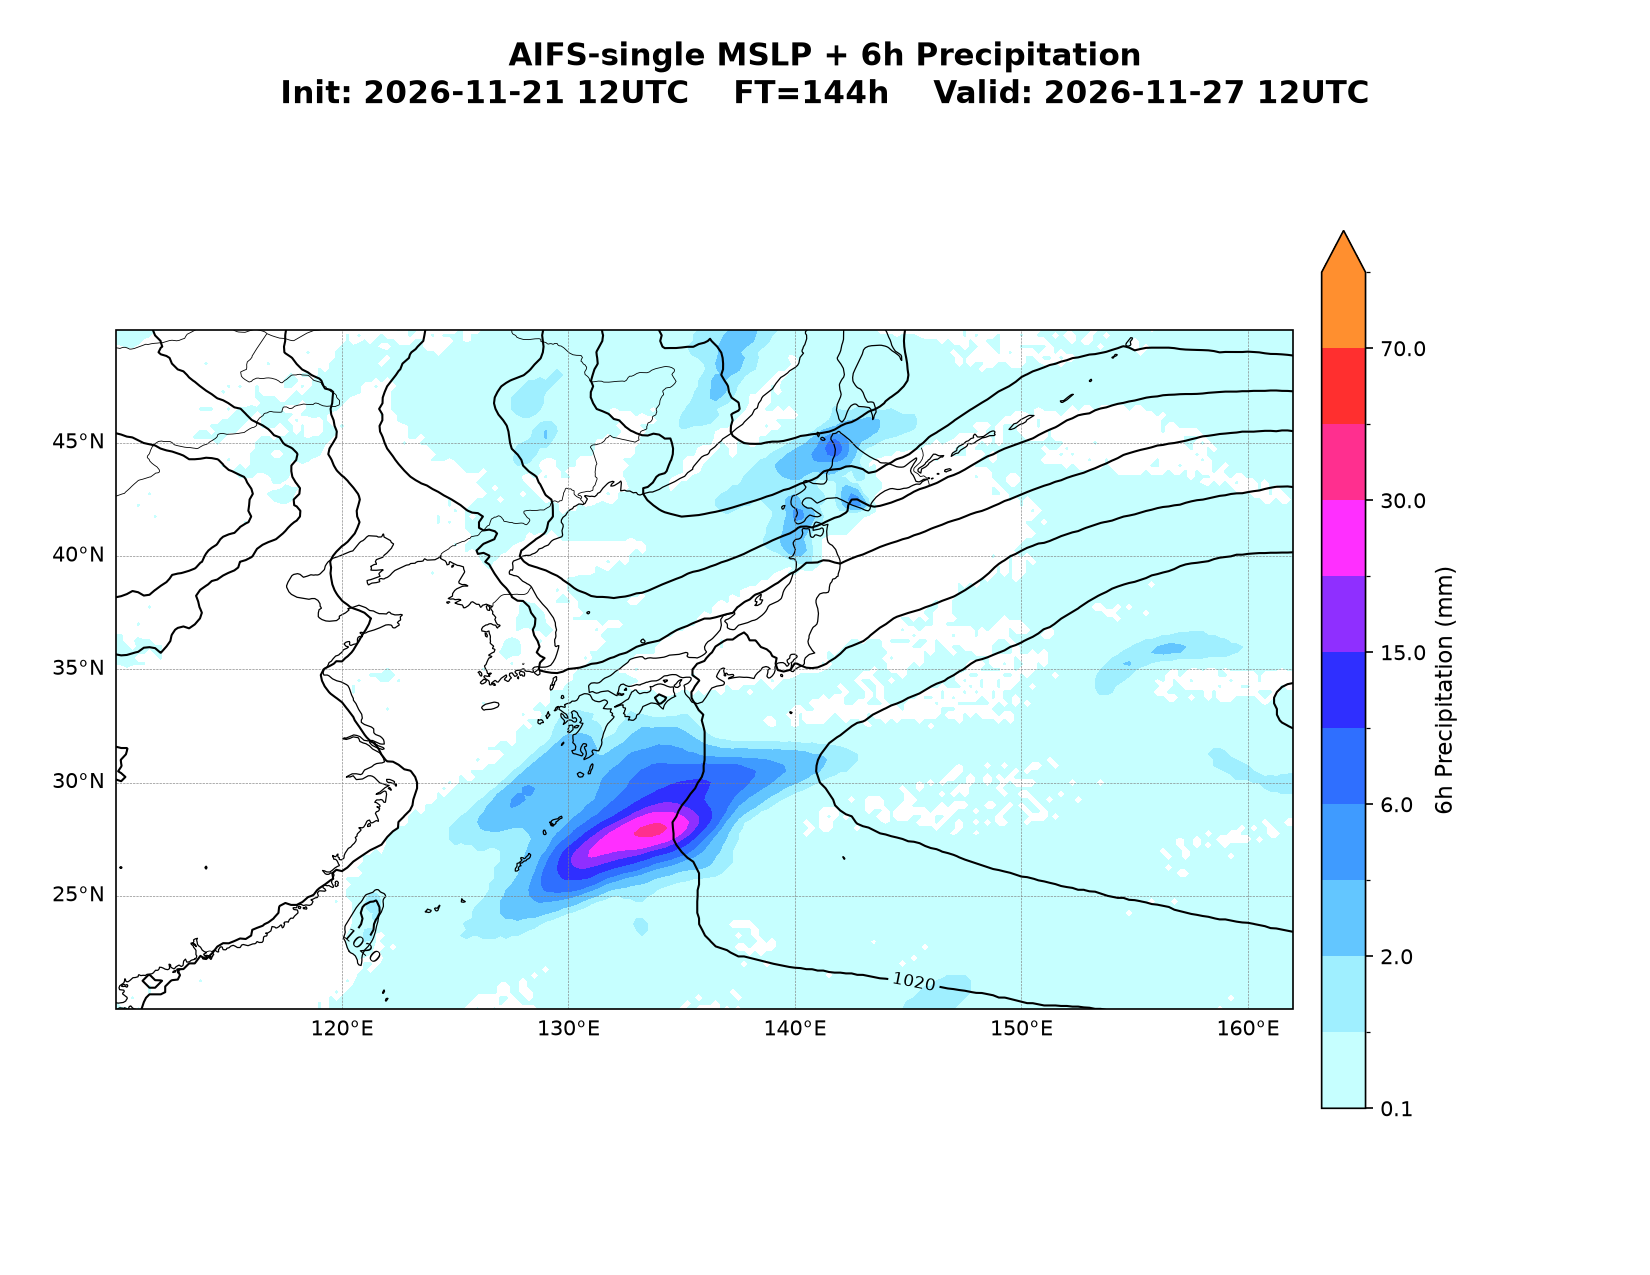 AIFS-single MSLP + 6h Precipitation
Init: 2026-11-21 12UTC    FT=144h    Valid: 2026-11-27 12UTC
70.0
30.0
15.0
6.0
2.0
0.1
6h Precipitation (mm)
45°N
40°N
35°N
30°N
25°N
1020
1020
120°E
130°E
140°E
150°E
160°E